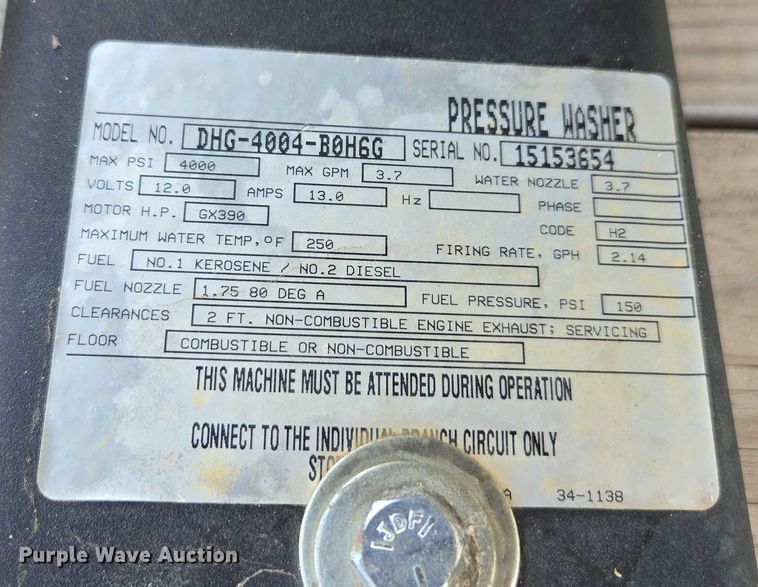 PRESSURE WASHER
MODEL NO. DHG-4004-B0H6G SERIAL NO. 15153654
MAX PSI 4000 MAX GPM 3.7 WATER NOZZLE 3.7
VOLTS 12.0 AMPS 13.0 Hz PHASE
MOTOR H.P. GX390 CODE H2
MAXIMUM WATER TEMP,°F 250 FIRING RATE, GPH 2.14
FUEL NO.1 KEROSENE / NO.2 DIESEL
FUEL NOZZLE 1.75 80 DEG A FUEL PRESSURE, PSI 150
CLEARANCES 2 FT. NON-COMBUSTIBLE ENGINE EXHAUST; SERVICING
FLOOR COMBUSTIBLE OR NON-COMBUSTIBLE
THIS MACHINE MUST BE ATTENDED DURING OPERATION
CONNECT TO THE INDIVIDUAL BRANCH CIRCUIT ONLY
34-1138
JDF
Purple Wave Auction